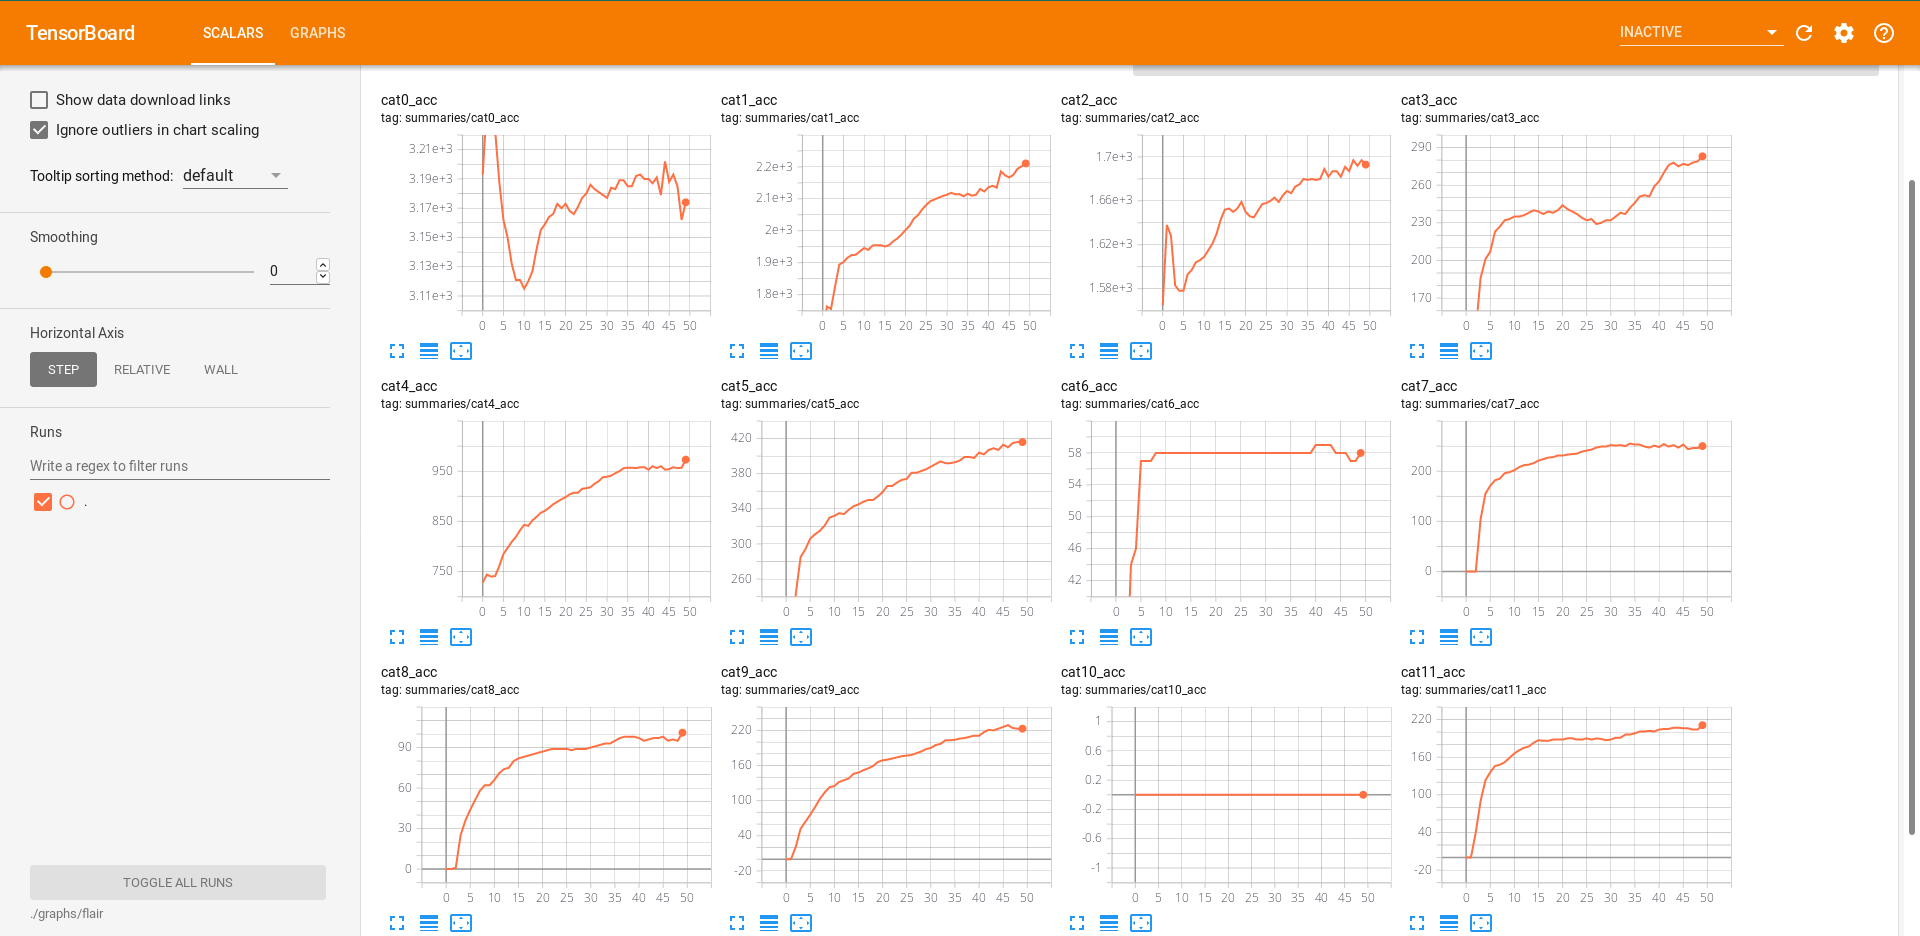 TensorBoard SCALARS GRAPHS INACTIVE
Show data download links
Ignore outliers in chart scaling
Tooltip sorting method: default
Smoothing
0
Horizontal Axis
STEP RELATIVE WALL
Runs
Write a regex to filter runs
.
TOGGLE ALL RUNS
./graphs/flair
cat0_acc
tag: summaries/cat0_acc
3.21e+3
3.19e+3
3.17e+3
3.15e+3
3.13e+3
3.11e+3
0 5 10 15 20 25 30 35 40 45 50
cat1_acc
tag: summaries/cat1_acc
2.2e+3
2.1e+3
2e+3
1.9e+3
1.8e+3
0 5 10 15 20 25 30 35 40 45 50
cat2_acc
tag: summaries/cat2_acc
1.7e+3
1.66e+3
1.62e+3
1.58e+3
0 5 10 15 20 25 30 35 40 45 50
cat3_acc
tag: summaries/cat3_acc
290
260
230
200
170
0 5 10 15 20 25 30 35 40 45 50
cat4_acc
tag: summaries/cat4_acc
950
850
750
0 5 10 15 20 25 30 35 40 45 50
cat5_acc
tag: summaries/cat5_acc
420
380
340
300
260
0 5 10 15 20 25 30 35 40 45 50
cat6_acc
tag: summaries/cat6_acc
58
54
50
46
42
0 5 10 15 20 25 30 35 40 45 50
cat7_acc
tag: summaries/cat7_acc
200
100
0
0 5 10 15 20 25 30 35 40 45 50
cat8_acc
tag: summaries/cat8_acc
90
60
30
0
0 5 10 15 20 25 30 35 40 45 50
cat9_acc
tag: summaries/cat9_acc
220
160
100
40
-20
0 5 10 15 20 25 30 35 40 45 50
cat10_acc
tag: summaries/cat10_acc
1
0.6
0.2
-0.2
-0.6
-1
0 5 10 15 20 25 30 35 40 45 50
cat11_acc
tag: summaries/cat11_acc
220
160
100
40
-20
0 5 10 15 20 25 30 35 40 45 50